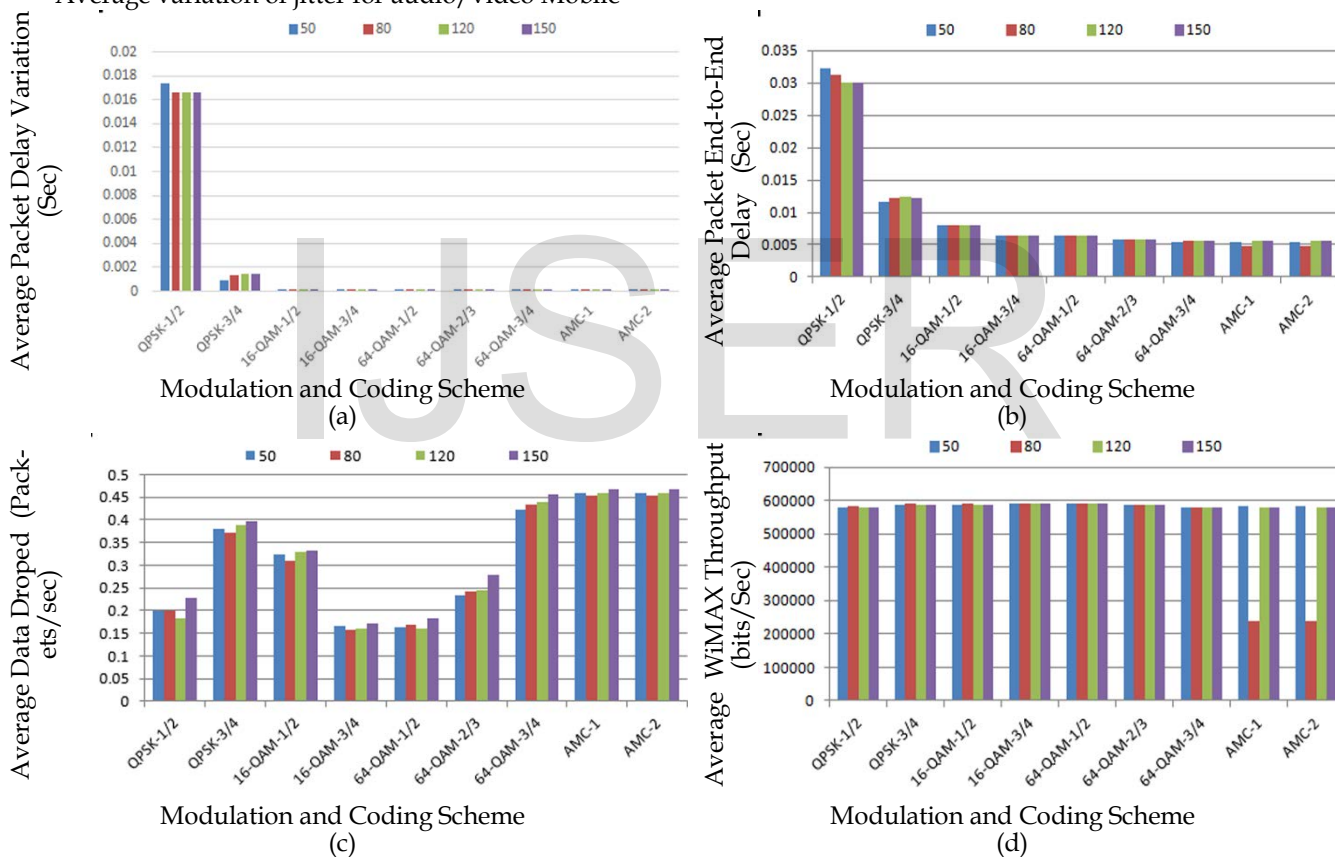 Average variation of jitter for audio/video Mobile
50 80 120 150
Average Packet Delay Variation
(Sec)
0.02
0.018
0.016
0.014
0.012
0.01
0.008
0.006
0.004
0.002
0
QPSK-1/2
QPSK-3/4
16-QAM-1/2
16-QAM-3/4
64-QAM-1/2
64-QAM-2/3
64-QAM-3/4
AMC-1
AMC-2
Modulation and Coding Scheme
(a)
50 80 120 150
Average Packet End-to-End
Delay (Sec)
0.035
0.03
0.025
0.02
0.015
0.01
0.005
0
QPSK-1/2
QPSK-3/4
16-QAM-1/2
16-QAM-3/4
64-QAM-1/2
64-QAM-2/3
64-QAM-3/4
AMC-1
AMC-2
Modulation and Coding Scheme
(b)
IJSER
50 80 120 150
Average Data Droped (Pack-
ets/sec)
0.5
0.45
0.4
0.35
0.3
0.25
0.2
0.15
0.1
0.05
0
QPSK-1/2
QPSK-3/4
16-QAM-1/2
16-QAM-3/4
64-QAM-1/2
64-QAM-2/3
64-QAM-3/4
AMC-1
AMC-2
Modulation and Coding Scheme
(c)
50 80 120 150
Average WiMAX Throughput
(bits/Sec)
700000
600000
500000
400000
300000
200000
100000
0
QPSK-1/2
QPSK-3/4
16-QAM-1/2
16-QAM-3/4
64-QAM-1/2
64-QAM-2/3
64-QAM-3/4
AMC-1
AMC-2
Modulation and Coding Scheme
(d)